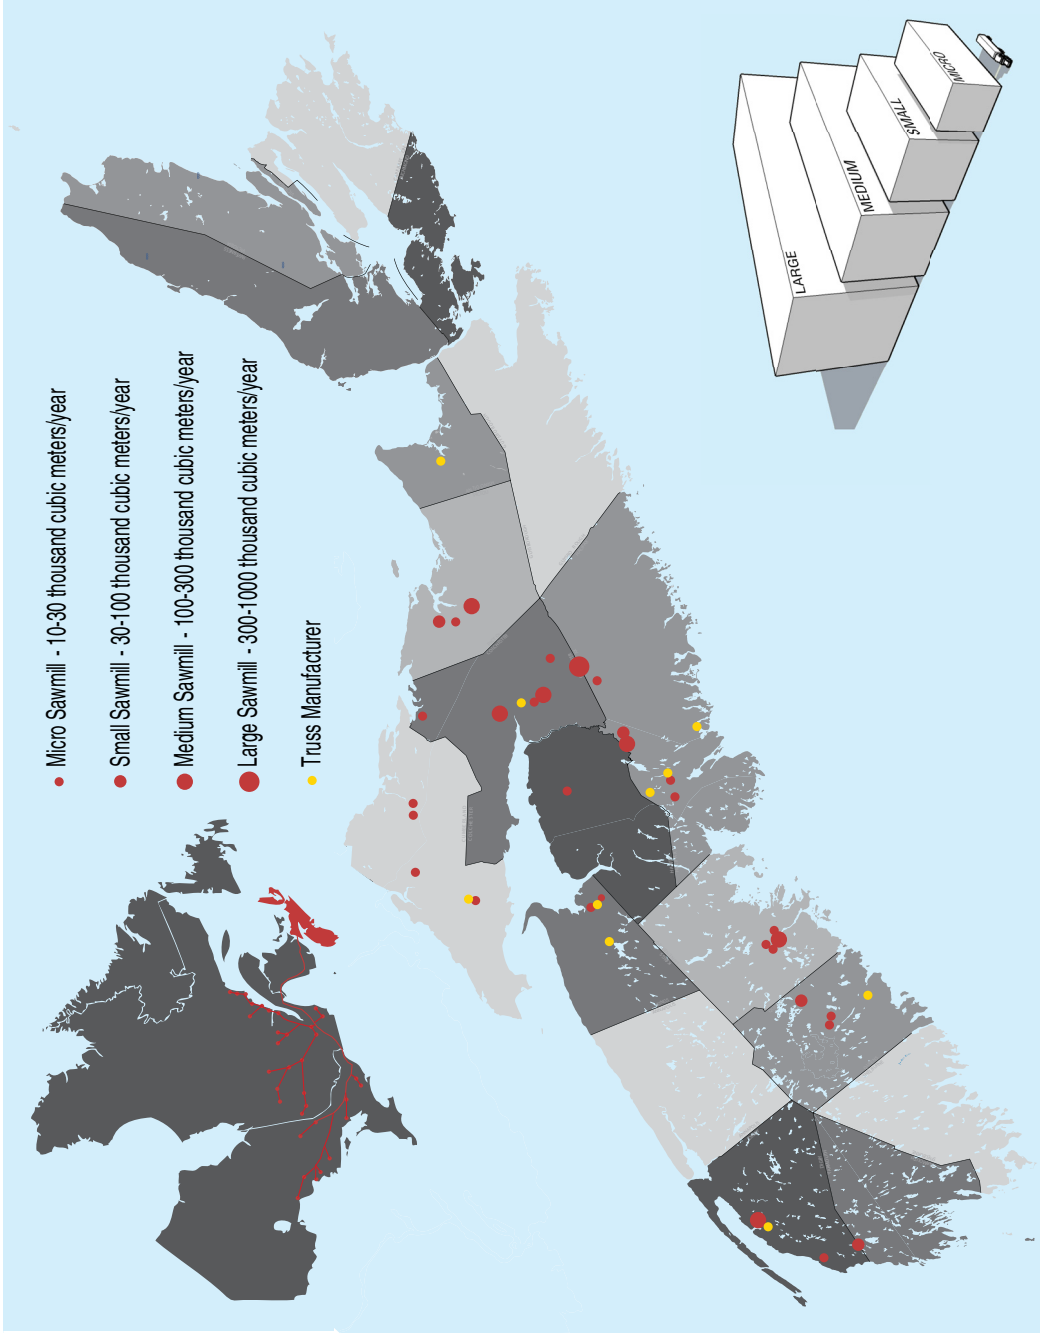 Micro Sawmill - 10-30 thousand cubic meters/year
Small Sawmill - 30-100 thousand cubic meters/year
Medium Sawmill - 100-300 thousand cubic meters/year
Large Sawmill - 300-1000 thousand cubic meters/year
Truss Manufacturer
LARGE
MEDIUM
SMALL
MICRO